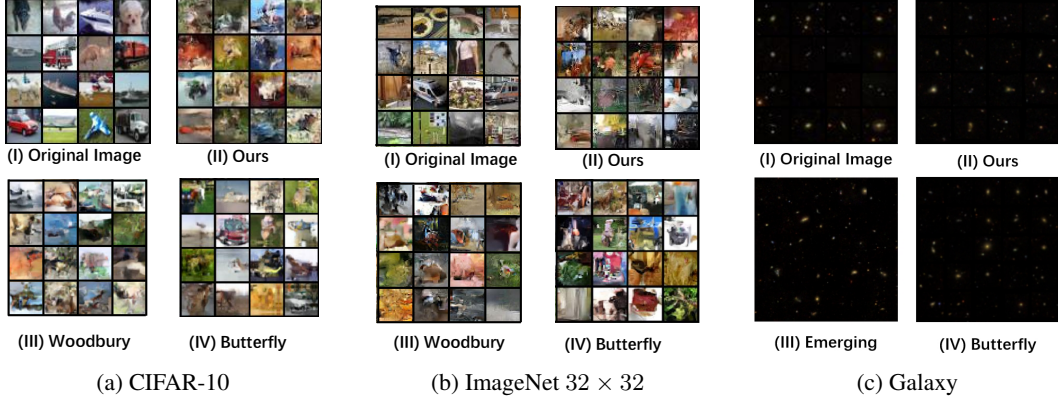 (I) Original Image (II) Ours
(III) Woodbury (IV) Butterfly
(a) CIFAR-10
(I) Original Image (II) Ours
(III) Woodbury (IV) Butterfly
(b) ImageNet 32 × 32
(I) Original Image (II) Ours
(III) Emerging (IV) Butterfly
(c) Galaxy